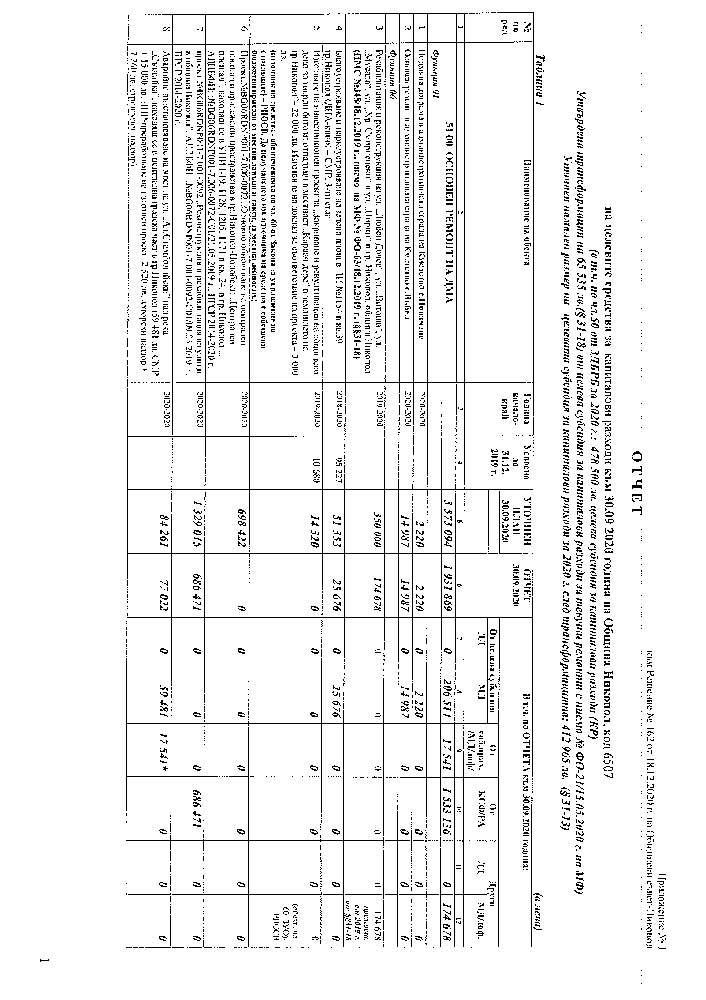 Приложение № 1
към Решение № 162 от 18.12.2020 г. на Общински съвет-Никопол
О Т Ч Е Т
на целевите средства за капиталови разходи към 30.09 2020 година на Община Никопол, код 6507
(в т.ч. по чл.50 от ЗДБРБ за 2020 г.: 478 500 лв. целева субсидия за капиталови разходи (КР)
Утвърдена трансформация на 65 535 лв.(§ 31-18) от целева субсидия за капиталови разходи за текущи ремонти с писмо № ФО-21/15.05.2020 г. на МФ)
Уточнен намален размер на целевата субсидия за капиталови разходи за 2020 г. след трансформацията: 412 965 лв. (§ 31-13)
Таблица 1
(в лева)
№ по ред
Наименование на обекта
Година начало-край
Усвоено до 31.12. 2019 г.
УТОЧНЕН ПЛАН 30.09.2020
ОТЧЕТ 30.09.2020
В т.ч. по ОТЧЕТА към 30.09.2020 година:
От целева субсидия
От соб.прих. /МД/доф/
От КСФ/РА
Други
ДД
МД
ДД
МД/доф.
1 2 3 4 6 6 7 8 9 10 11 12
51 00 ОСНОВЕН РЕМОНТ НА ДМА 3 573 094 1 931 869 0 206 514 17 541 1 533 136 0 174 678
Функция 01
1 Подмяна дограма в административната сграда на Кметство с.Новачене 2020-2020 2 220 2 220 0 2 220 0 0 0 0
2 Основен ремонт в административната сграда на Кметство с.Въбел 2020-2020 14 987 14 987 0 14 987 0 0 0 0
Функция 06
3 Рехабилитация и реконструкция на ул. „Любен Дочев“, ул. „Витоша“, ул.
„Мусала“, ул. „Хр. Смирненски“ и ул. „Пирин“ в гр. Никопол, община Никопол
(ПМС №348/18.12.2019 г., писмо на МФ № ФО-63/18.12.2019 г. (§§31-18)
2019-2020 350 000 174 678 0 0 0 0 0 174 678
прех.ост.
от 2019 г.
от §§31-18
4 Благоустрояване и паркоустрояване на зелена площ в ПИ №1154 в кв.39
гр.Никопол (ДНА-кино) – СМР, 3-ти етап
2018-2020 95 227 51 353 25 676 0 25 676 0 0 0 0
5 Изготвяне на инвестиционен проект за „Закриване и рекултивация на общинско
депо за твърди битови отпадъци в местност „Караач дере“ в землището на
гр.Никопол“ – 22 000 лв. Изготвяне на доклад за съответствие на проекта – 3 000
лв.
(източник на средства- обезпеченията по чл. 60 от Закона за управление на
отпадъците) – РИОСВ. До получаването им, източника на средства е собствени
бюджетни приходи от местни данъци и такси, за местни дейности.)
2019-2020 10 680 14 320 0 0 0 0 0 0 0
(обезп. чл.
60 ЗУО)-
РИОСВ
6 Проект:№BG06RDNP001-7.006-0072 „Основно обновяване на централен
площад и прилежащи пространства в гр.Никопол-Подобект: „Централен
площад“, находящ се в УПИ I-19, 1128, 1205, 1171 в кв. 24, в гр. Никопол ...
АДПБФП: :№BG06RDNP001-7.006-0072-C01/21.05.2019 г., ПРСР 2014-2020 г.
2020-2020 698 422 0 0 0 0 0 0 0
7 проект:№BG06RDNP001-7.001-0092 „Реконструкция и рехабилитация на улици
в община Никопол“, АДПБФП: :№BG06RDNP001-7.001-0092-C01/09.05.2019 г.,
ПРСР 2014-2020 г.
2020-2020 1 329 015 686 471 0 0 0 686 471 0 0
8 Аварийно възстановяване на мост на ул. „Ал.Стамболийски“ над река
„Съзлийка“, находящ се в централна градска част в гр.Никопол (59 481 лв. СМР
+ 15 000 лв. ППР-преработване на изготвен проект+2 520 лв. авторски надзор +
7 260 лв. строителен надзор)
2020-2020 84 261 77 022 0 59 481 17 541* 0 0 0
1